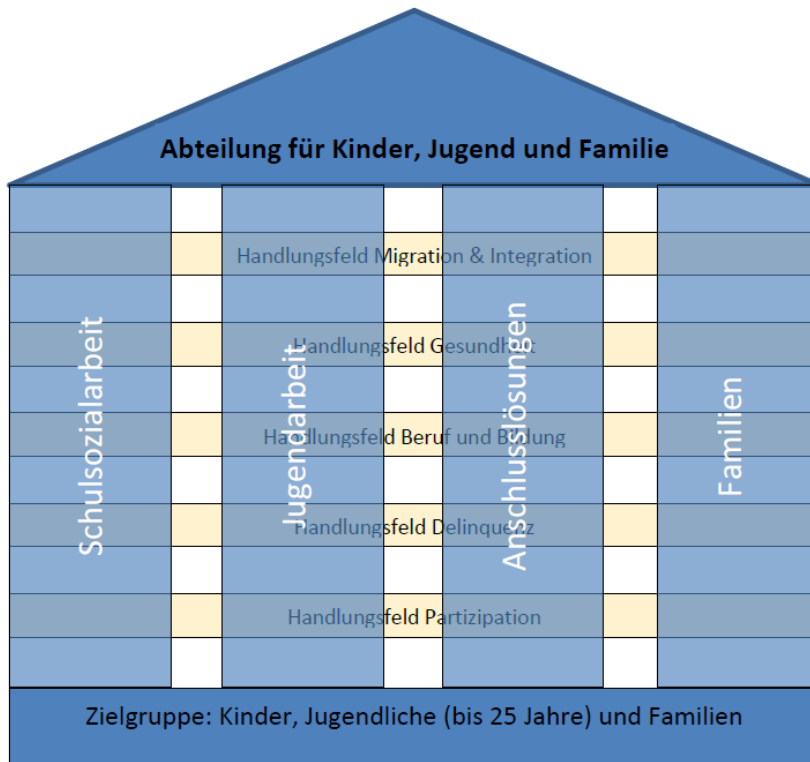 Abteilung für Kinder, Jugend und Familie
Handlungsfeld Migration & Integration
Handlungsfeld Gesundheit
Handlungsfeld Beruf und Bildung
Handlungsfeld Delinquenz
Handlungsfeld Partizipation
Schulsozialarbeit
Jugendarbeit
Anschlusslösungen
Familien
Zielgruppe: Kinder, Jugendliche (bis 25 Jahre) und Familien